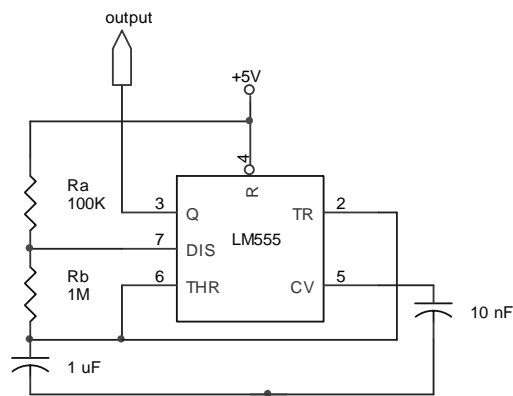 output
+5V
4
R
Ra
100K
3
Q
TR
2
7
DIS
LM555
Rb
1M
6
THR
CV
5
10 nF
1 uF